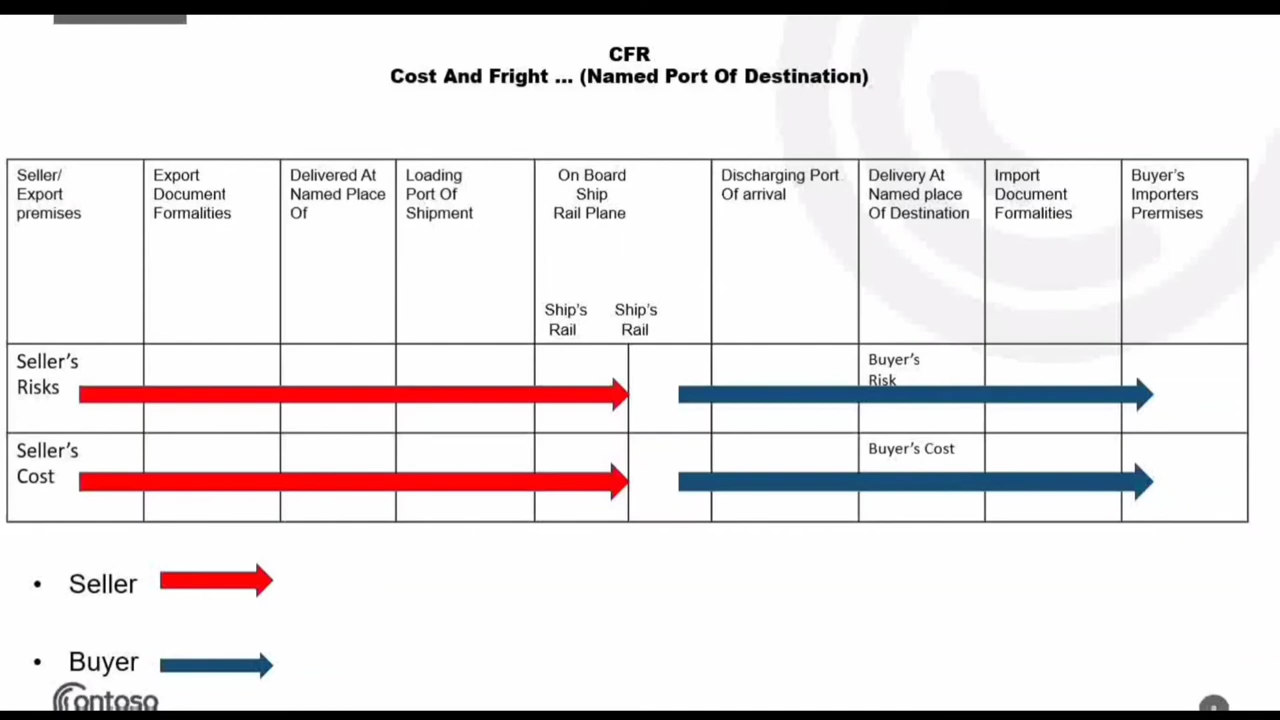 CFR
Cost And Fright ... (Named Port Of Destination)
Seller/
Export
premises
Export
Document
Formalities
Delivered At
Named Place
Of
Loading
Port Of
Shipment
On Board
Ship
Rail Plane
Ship's
Rail
Ship's
Rail
Discharging Port
Of arrival
Delivery At
Named place
Of Destination
Import
Document
Formalities
Buyer's
Importers
Premises
Seller's
Risks
Buyer's
Risk
Seller's
Cost
Buyer's Cost
• Seller
• Buyer
Contoso